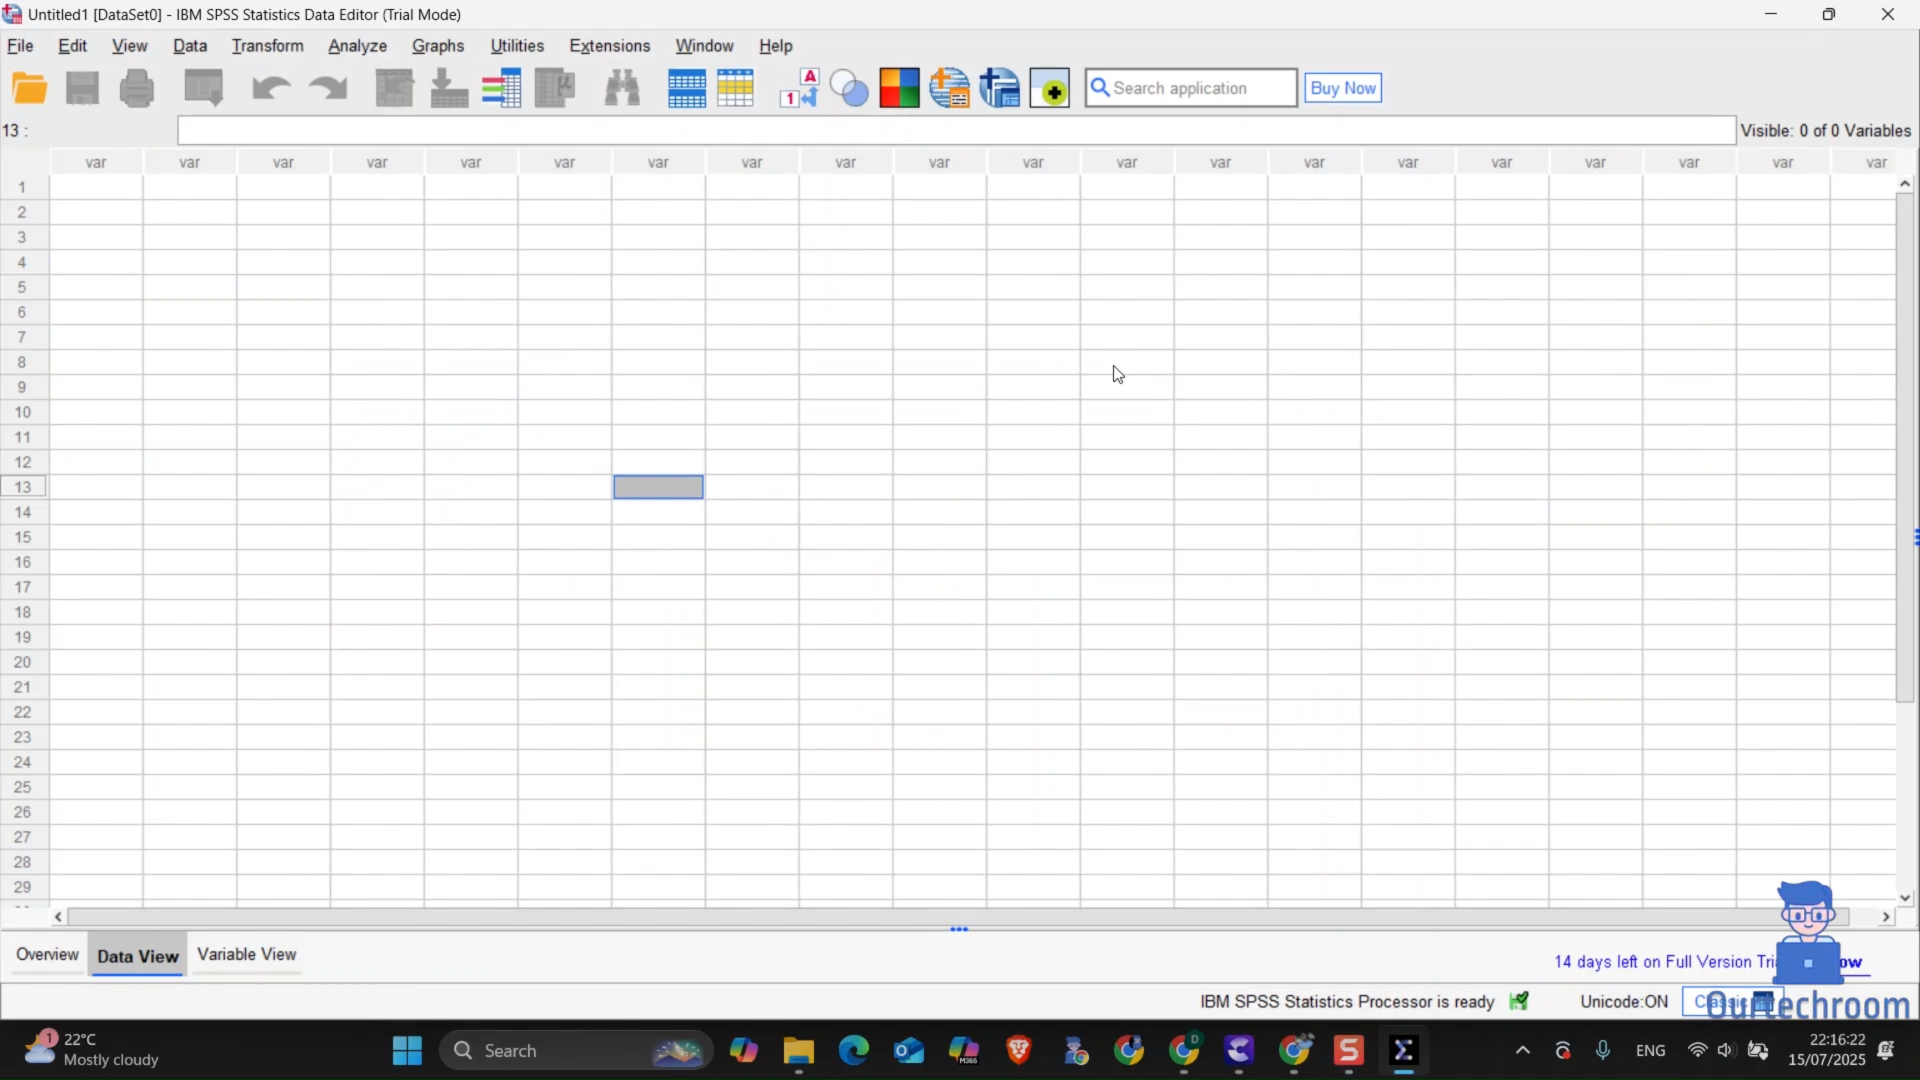 Untitled1 [DataSet0] - IBM SPSS Statistics Data Editor (Trial Mode)
File Edit View Data Transform Analyze Graphs Utilities Extensions Window Help
1 A Search application Buy Now
13 : Visible: 0 of 0 Variables
var var var var var var var var var var var var var var var var var var var var
1
2
3
4
5
6
7
8
9
10
11
12
13
14
15
16
17
18
19
20
21
22
23
24
25
26
27
28
29
Overview Data View Variable View
14 days left on Full Version
IBM SPSS Statistics Processor is ready Unicode:ON
Ourtechroom
1 22°C Search ENG 22:16:22
Mostly cloudy 15/07/2025